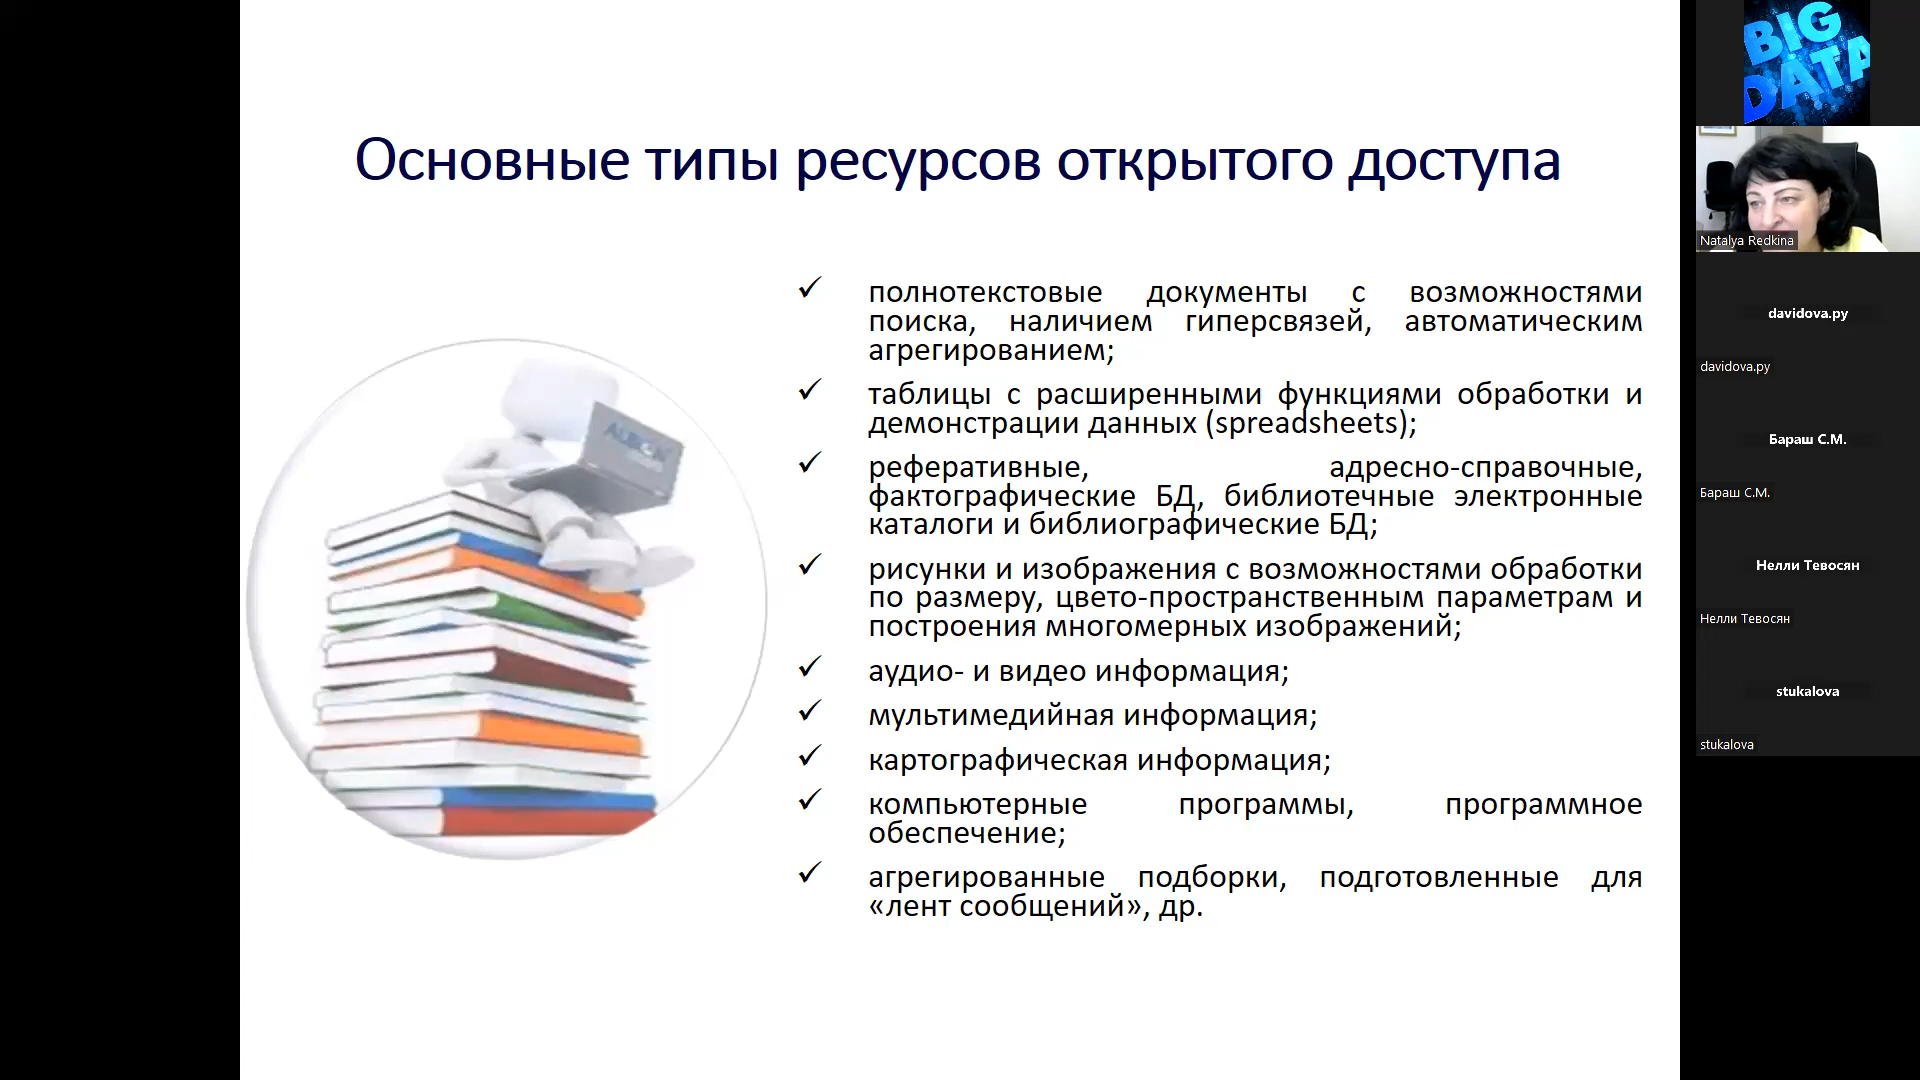 Основные типы ресурсов открытого доступа
полнотекстовые документы с возможностями
поиска, наличием гиперсвязей, автоматическим
агрегированием;
таблицы с расширенными функциями обработки и
демонстрации данных (spreadsheets);
реферативные, адресно-справочные,
фактографические БД, библиотечные электронные
каталоги и библиографические БД;
рисунки и изображения с возможностями обработки
по размеру, цвето-пространственным параметрам и
построения многомерных изображений;
аудио- и видео информация;
мультимедийная информация;
картографическая информация;
компьютерные программы, программное
обеспечение;
агрегированные подборки, подготовленные для
«лент сообщений», др.
BIG
DATA
Natalya Redkina
davidova.ру
davidova.ру
Бараш С.М.
Бараш С.М.
Нелли Тевосян
Нелли Тевосян
stukalova
stukalova